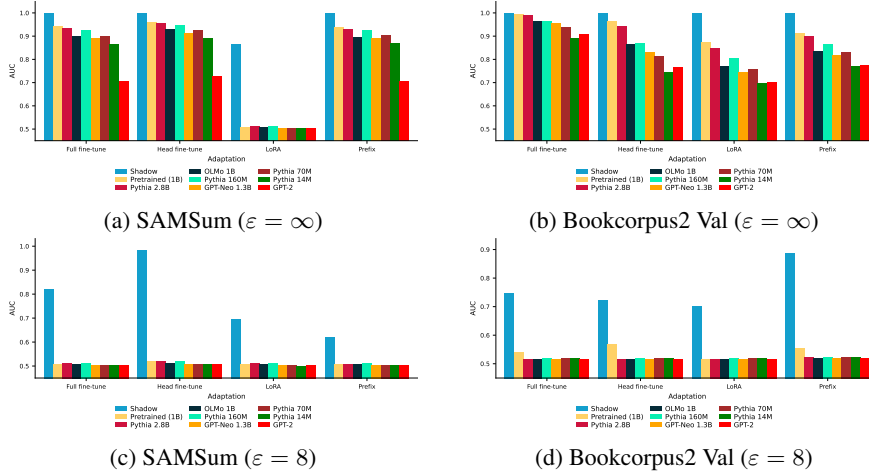 1.0
0.9
0.8
0.7
0.6
0.5
AUC
Full fine-tune Head fine-tune LoRA Prefix
Adaptation
Shadow OLMo 1B Pythia 70M
Pretrained (1B) Pythia 160M Pythia 14M
Pythia 2.8B GPT-Neo 1.3B GPT-2
(a) SAMSum (ε = ∞)
1.0
0.9
0.8
0.7
0.6
0.5
AUC
Full fine-tune Head fine-tune LoRA Prefix
Adaptation
Shadow OLMo 1B Pythia 70M
Pretrained (1B) Pythia 160M Pythia 14M
Pythia 2.8B GPT-Neo 1.3B GPT-2
(b) Bookcorpus2 Val (ε = ∞)
1.0
0.9
0.8
0.7
0.6
0.5
AUC
Full fine-tune Head fine-tune LoRA Prefix
Adaptation
Shadow OLMo 1B Pythia 70M
Pretrained (1B) Pythia 160M Pythia 14M
Pythia 2.8B GPT-Neo 1.3B GPT-2
(c) SAMSum (ε = 8)
0.9
0.8
0.7
0.6
0.5
AUC
Full fine-tune Head fine-tune LoRA Prefix
Adaptation
Shadow OLMo 1B Pythia 70M
Pretrained (1B) Pythia 160M Pythia 14M
Pythia 2.8B GPT-Neo 1.3B GPT-2
(d) Bookcorpus2 Val (ε = 8)